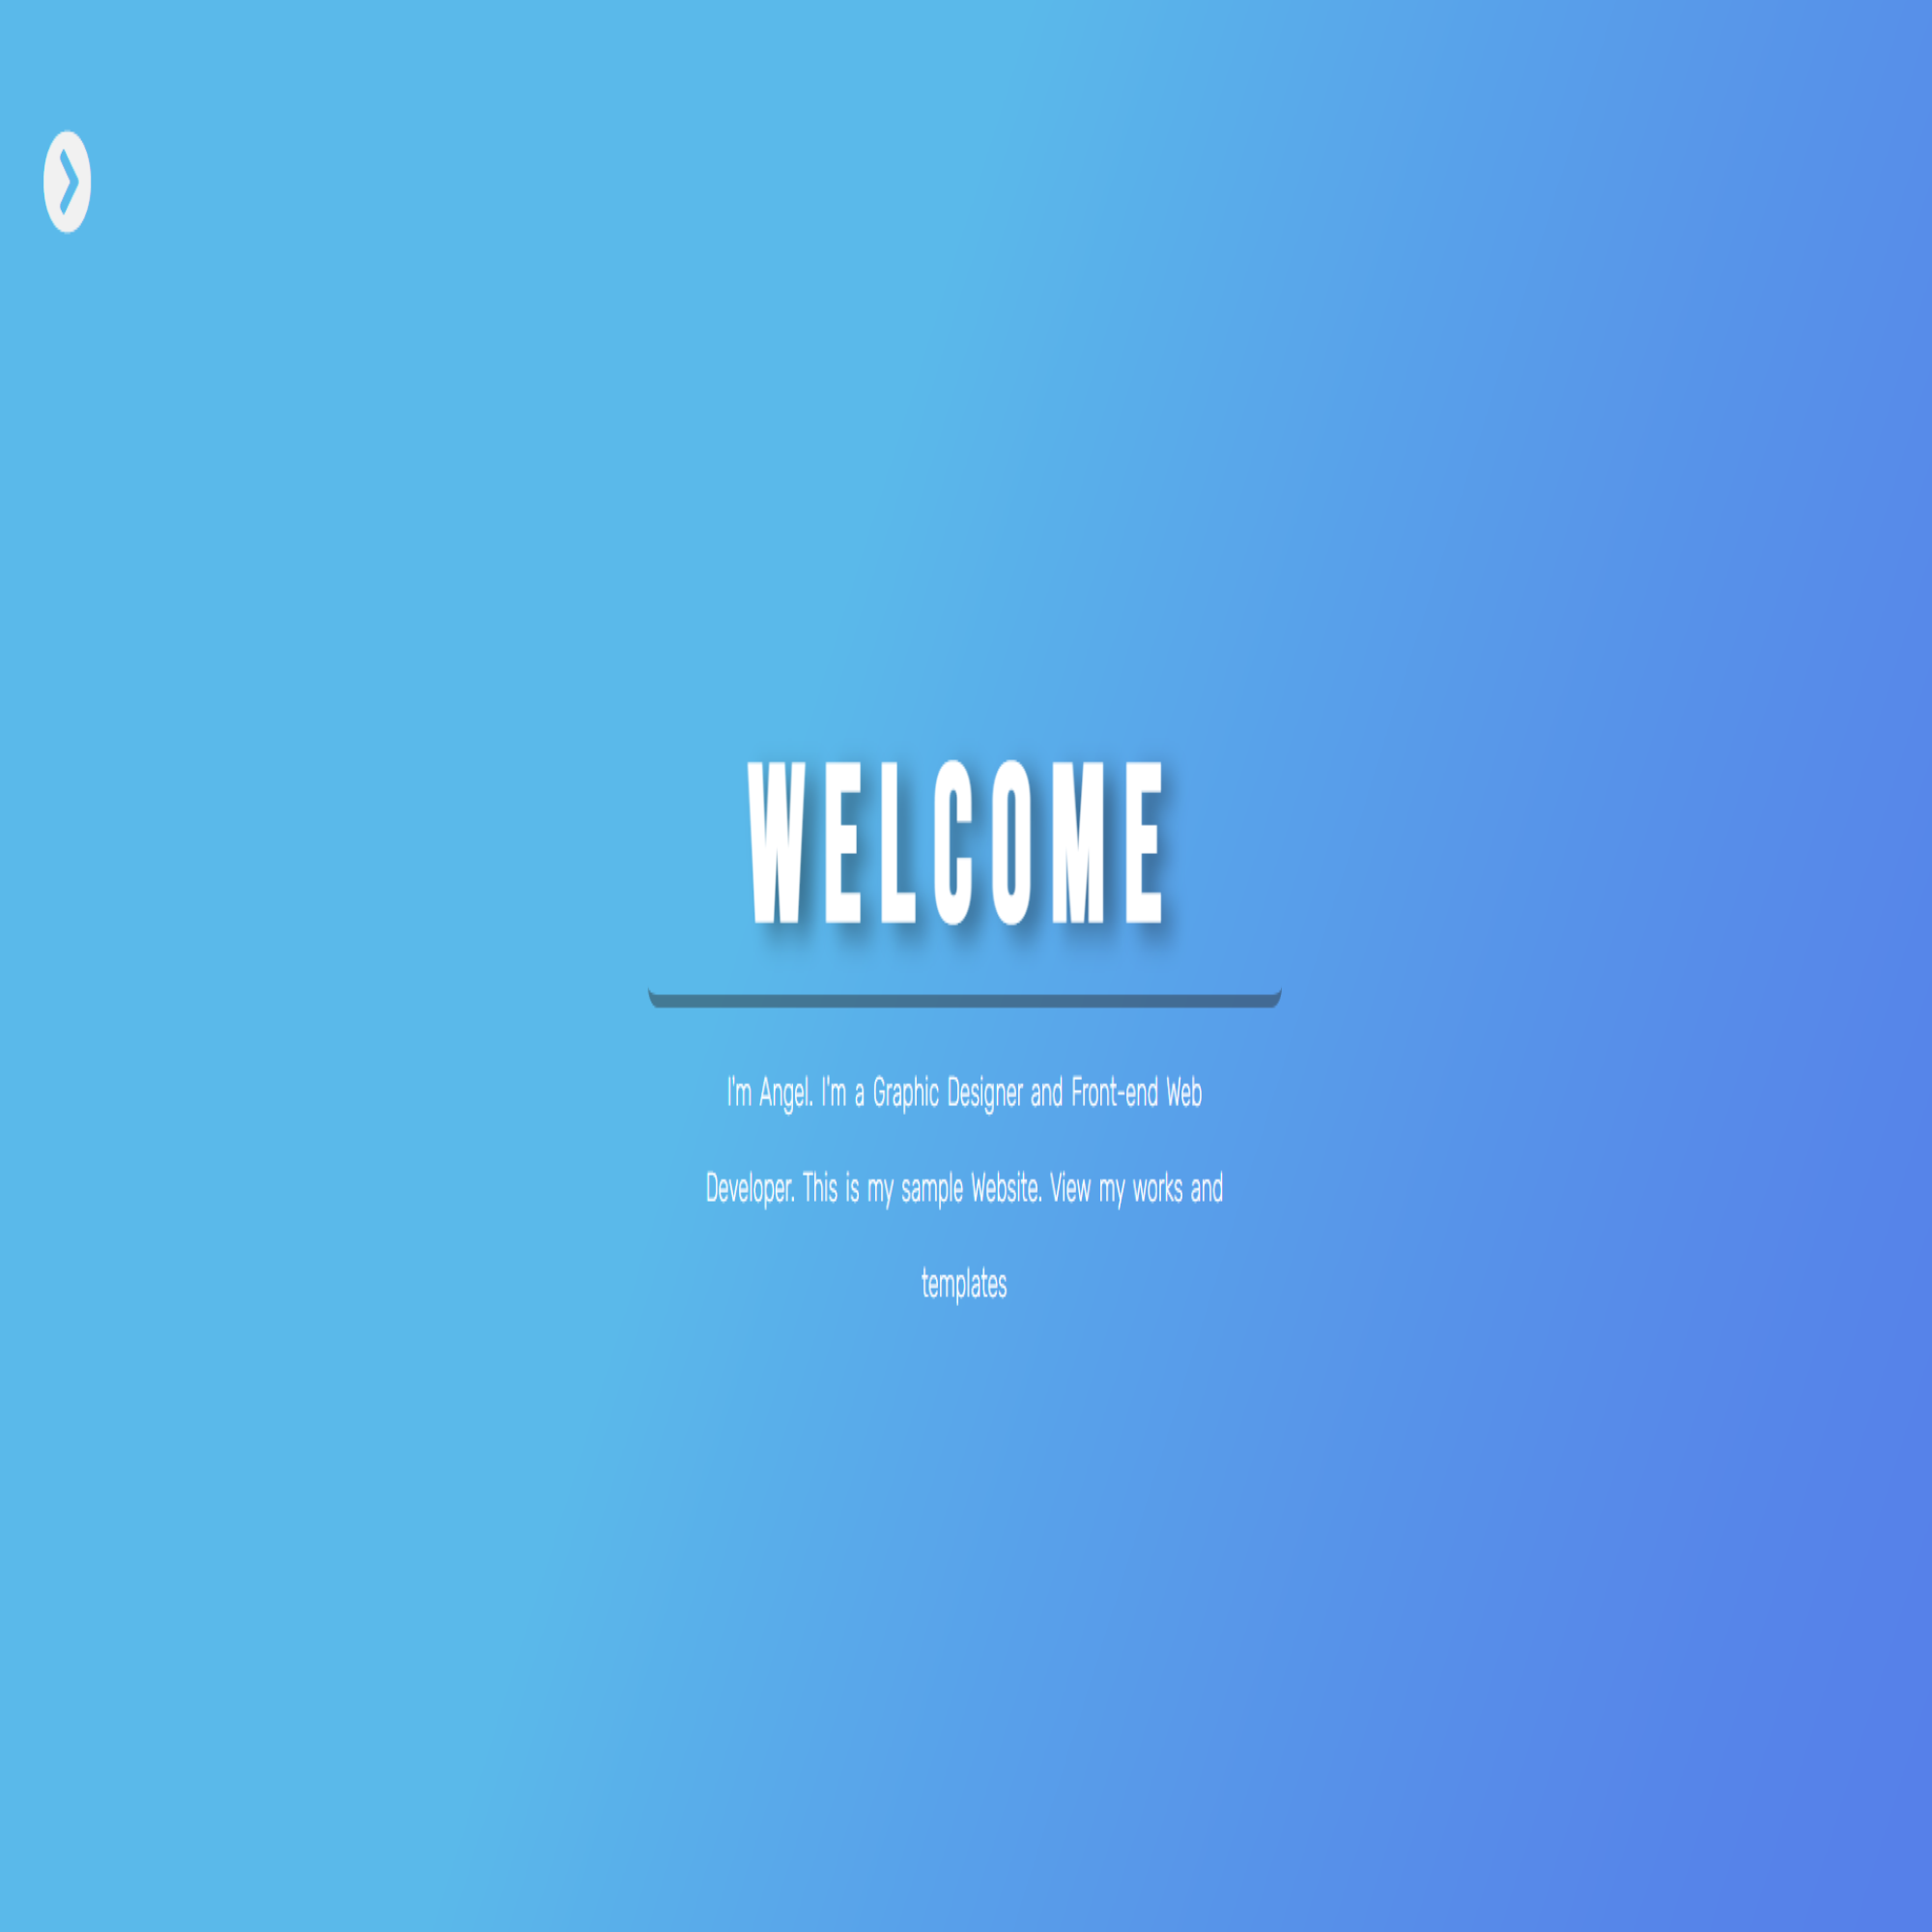 WELCOME
I'm Angel. I'm a Graphic Designer and Front-end Web
Developer. This is my sample Website. View my works and
templates